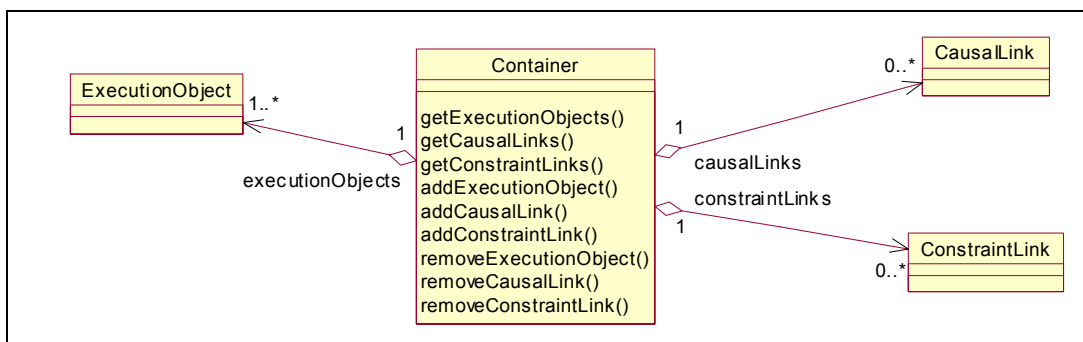 ExecutionObject
1..*
executionObjects
1
Container
getExecutionObjects()
getCausalLinks()
getConstraintLinks()
addExecutionObject()
addCausalLink()
addConstraintLink()
removeExecutionObject()
removeCausalLink()
removeConstraintLink()
CausalLink
0..*
1
causalLinks
constraintLinks
1
ConstraintLink
0..*